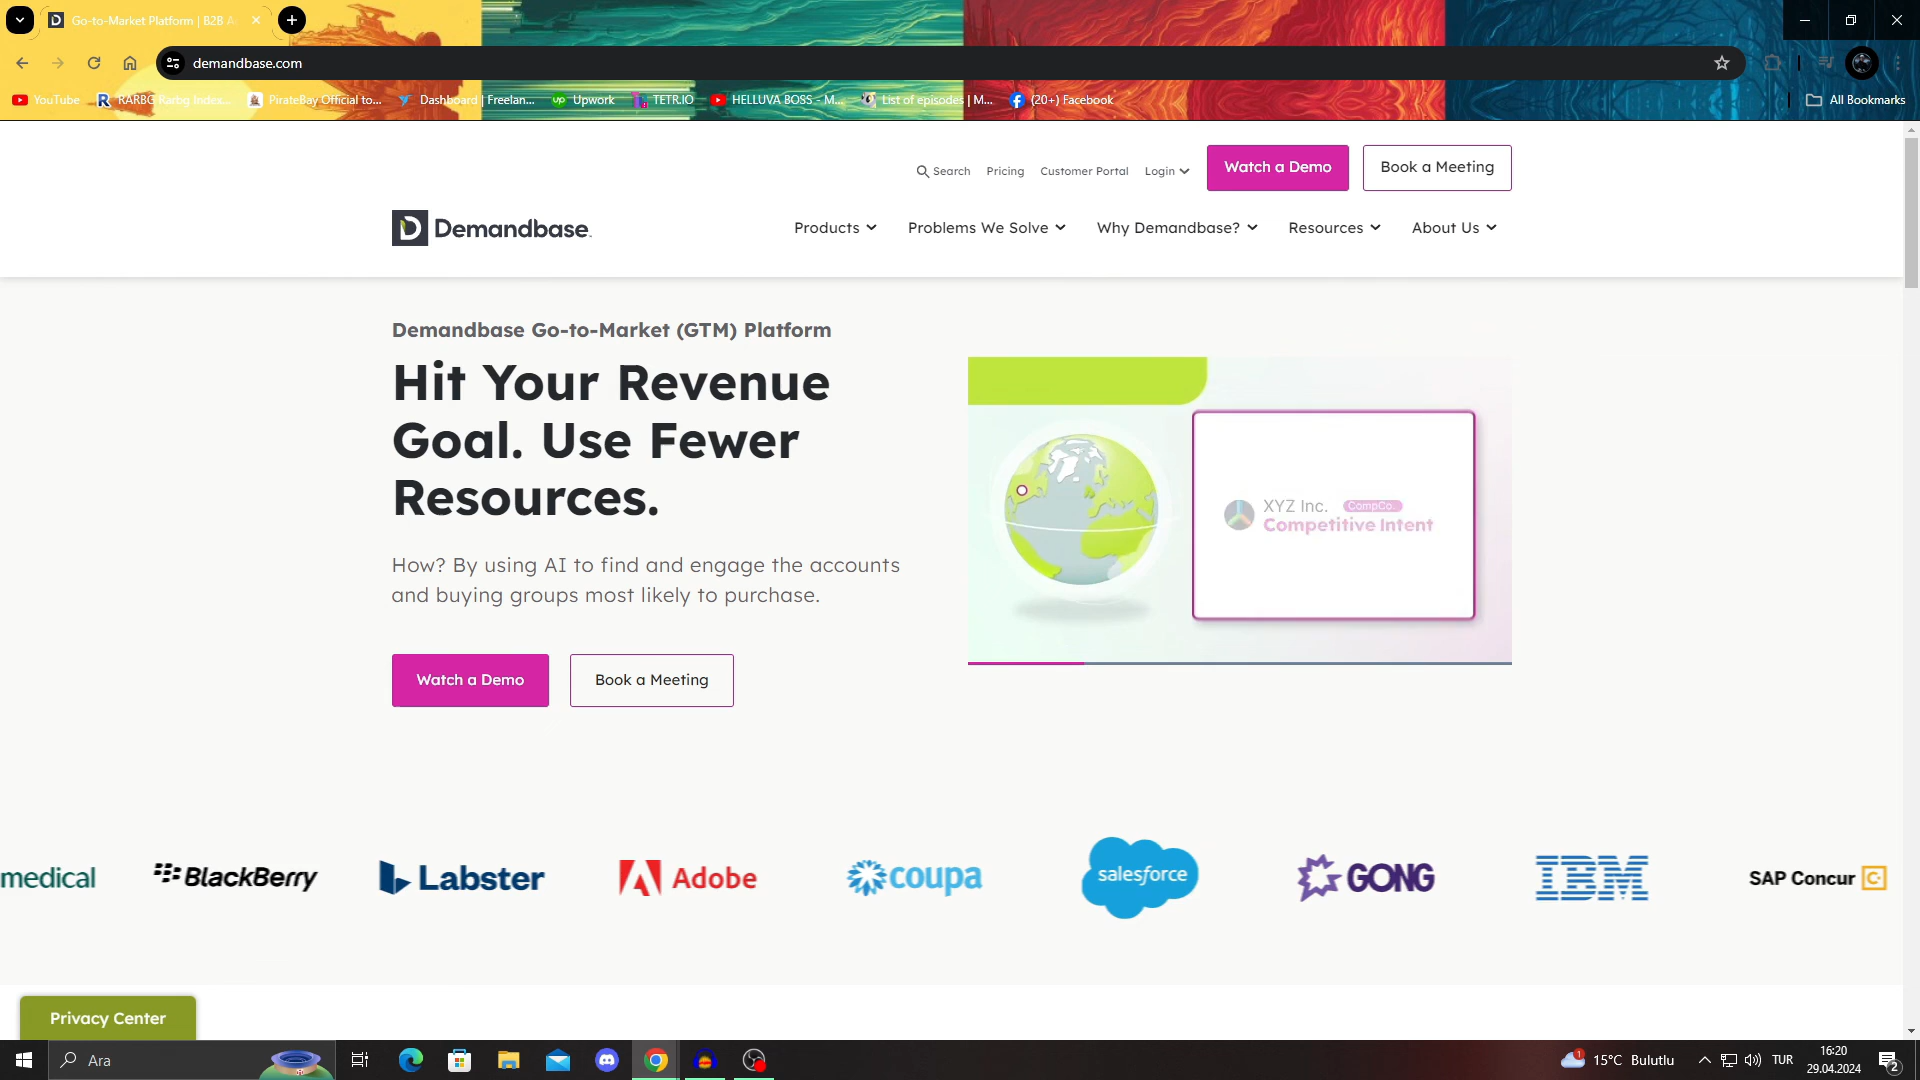 Go-to-Market Platform | B2B A
demandbase.com
YouTube
RARBG Rarbg Index...
PirateBay Official to...
Dashboard | Freelan...
Upwork
TETR.IO
HELLUVA BOSS - M...
List of episodes | M...
(20+) Facebook
All Bookmarks
Search
Pricing
Customer Portal
Login
Watch a Demo
Book a Meeting
Demandbase
Products
Problems We Solve
Why Demandbase?
Resources
About Us
Demandbase Go-to-Market (GTM) Platform
Hit Your Revenue
Goal. Use Fewer
Resources.
How? By using AI to find and engage the accounts
and buying groups most likely to purchase.
Watch a Demo
Book a Meeting
XYZ Inc. CompCo..
Competitive Intent
medical
BlackBerry
Labster
Adobe
coupa
salesforce
GONG
IBM
SAP Concur C.
Privacy Center
Ara
1
15°C Bulutlu
TUR
16:20
29.04.2024
2